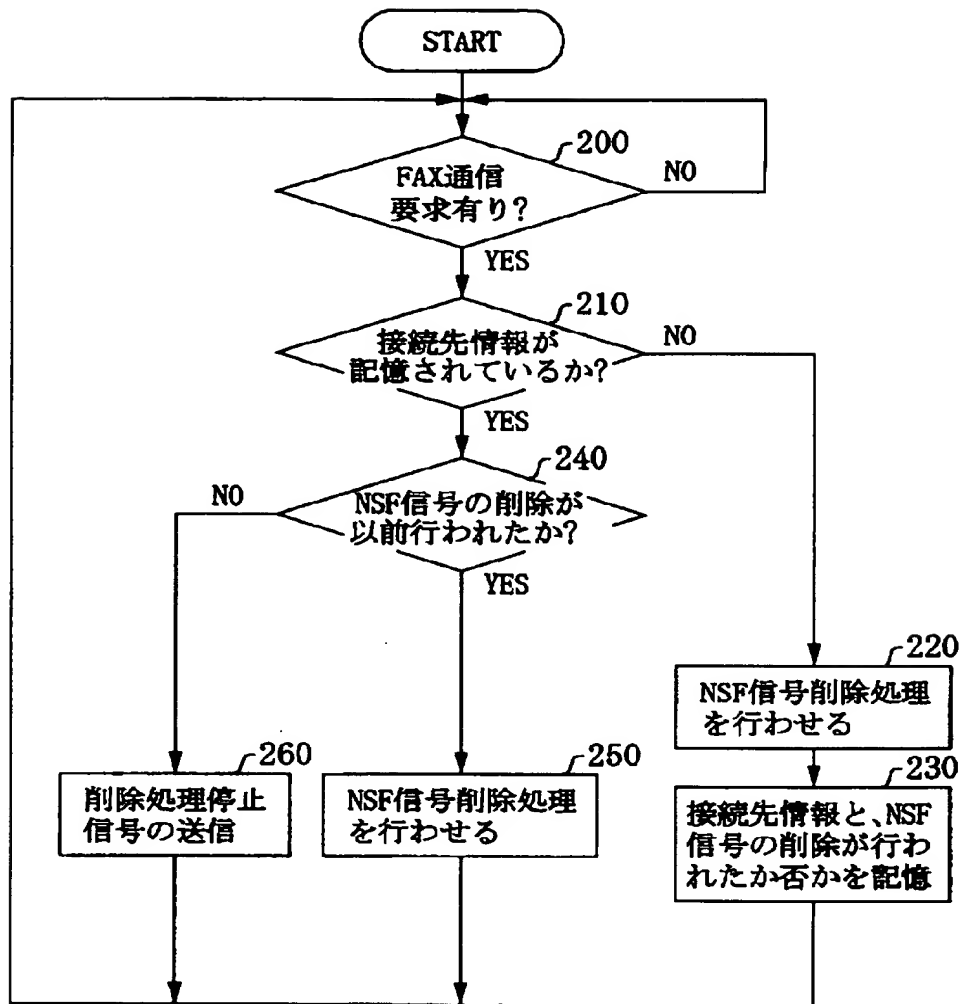 START
200
FAX通信
要求有り?
NO
YES
210
接続先情報が
記憶されているか?
NO
YES
240
NSF信号の削除が
以前行われたか?
NO
YES
220
NSF信号削除処理
を行わせる
230
接続先情報と、NSF
信号の削除が行わ
れたか否かを記憶
260
削除処理停止
信号の送信
250
NSF信号削除処理
を行わせる